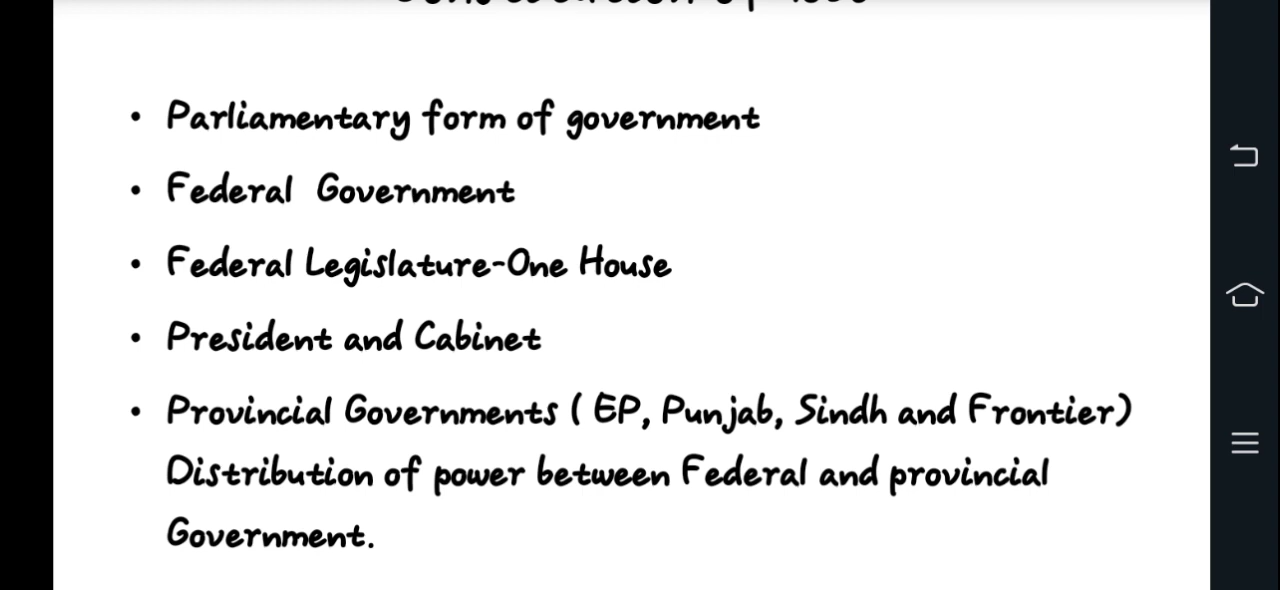 • Parliamentary form of government
• Federal Government
• Federal Legislature-One House
• President and Cabinet
• Provincial Governments ( EP, Punjab, Sindh and Frontier)
Distribution of power between Federal and provincial
Government.